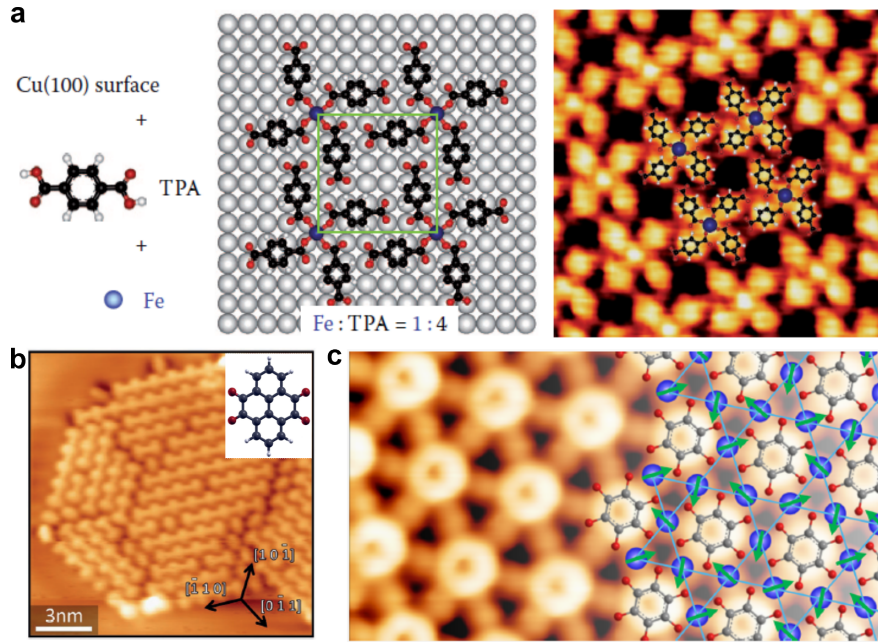 a
Cu(100) surface
+
TPA
+
Fe
Fe : TPA = 1 : 4
b
[1 0 1̄]
[1̄ 1 0]
[0 1̄ 1]
3nm
c